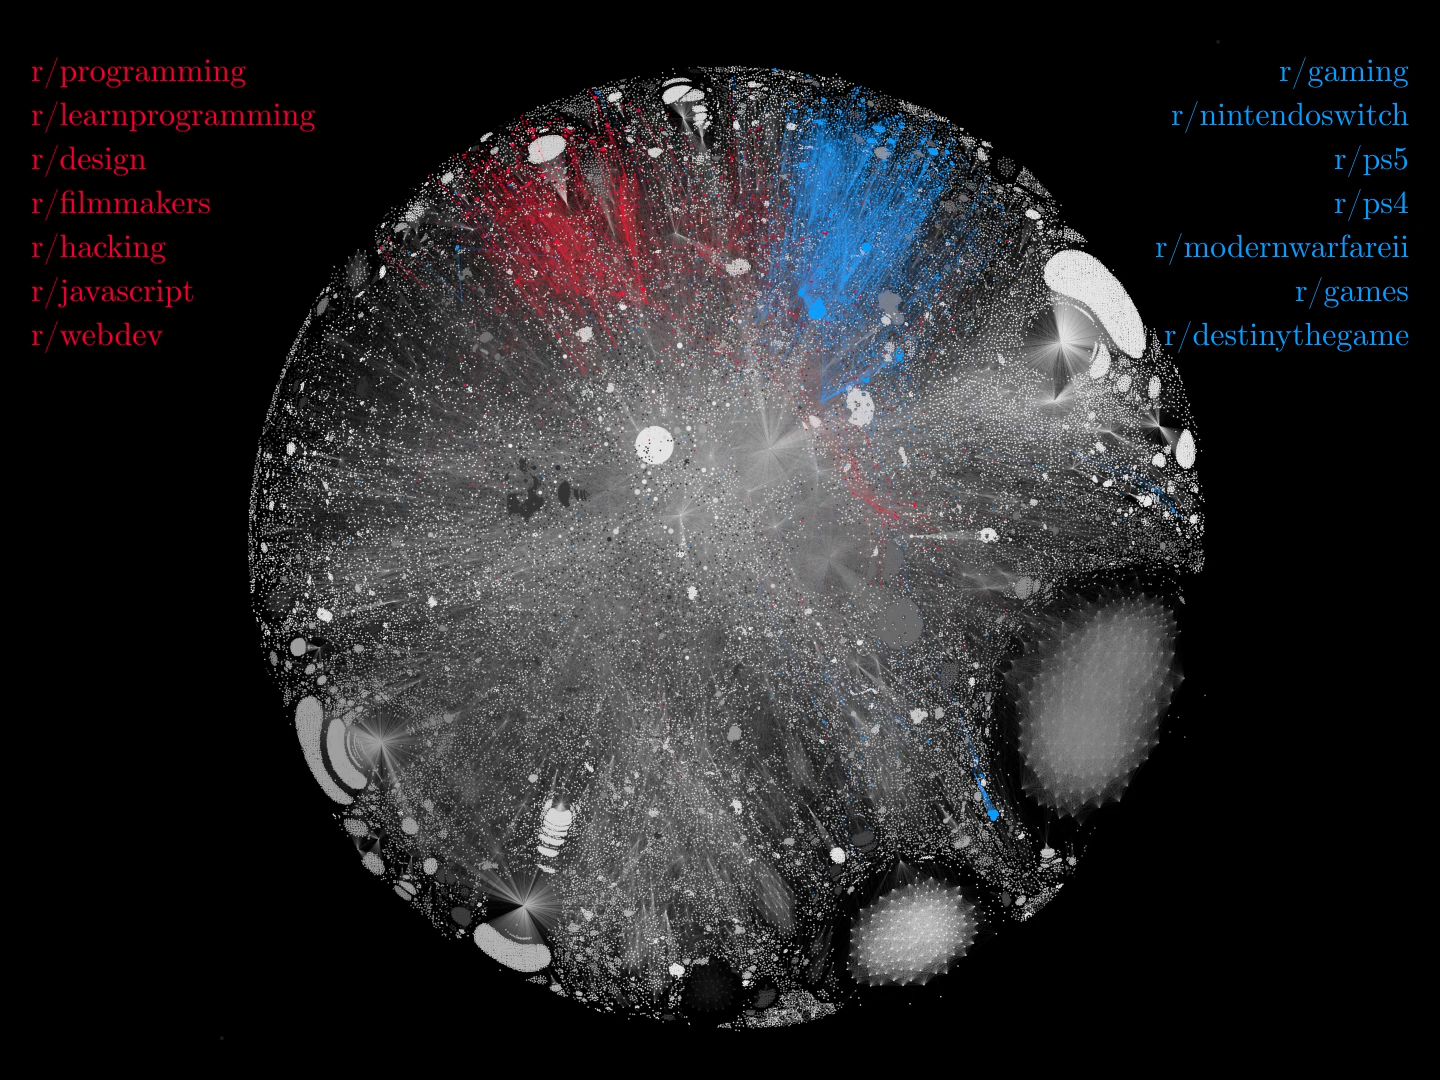 r/programming
r/learnprogramming
r/design
r/filmmakers
r/hacking
r/javascript
r/webdev
r/gaming
r/nintendoswitch
r/ps5
r/ps4
r/modernwarfareii
r/games
r/destinythegame